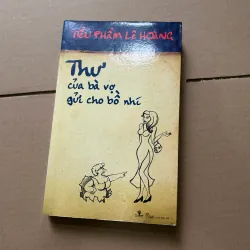 TIỂU PHẨM LÊ HOÀNG
Thư
của bà vợ
gửi cho bồ nhí